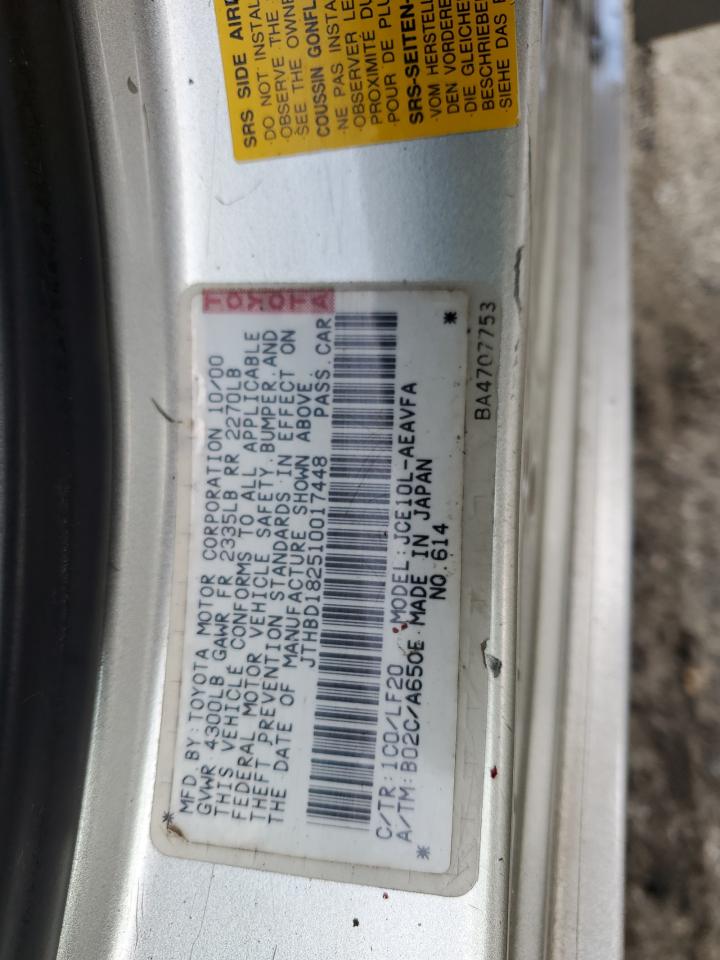 SRS SIDE
·DO NOT INSTAL
·OBSERVE THE
·SEE THE OWNE
COUSSIN GONFL
·NE PAS INSTA
·OBSERVER LE
PROXIMITÉ DU
·POUR DE PLU
SRS-SEITEN-
·VOM HERSTELL
DEN VORDERE
·DIE GLEICHE
BESCHRIEBE
·SIEHE DAS
TOYOTA
MFD BY: TOYOTA MOTOR CORPORATION 10/00
GVWR 4300LB GAWR FR 2335LB RR 2270LB
THIS VEHICLE CONFORMS TO ALL APPLICABLE
FEDERAL MOTOR VEHICLE SAFETY, BUMPER, AND
THEFT PREVENTION STANDARDS IN EFFECT ON
THE DATE OF MANUFACTURE SHOWN ABOVE.
JTHBD182510017448 PASS. CAR
C/TR: 1C0/LF20 MODEL: JCE10L-AEAVFA
A/TM: B02C/A650E MADE IN JAPAN
NO. 614
BA4707753